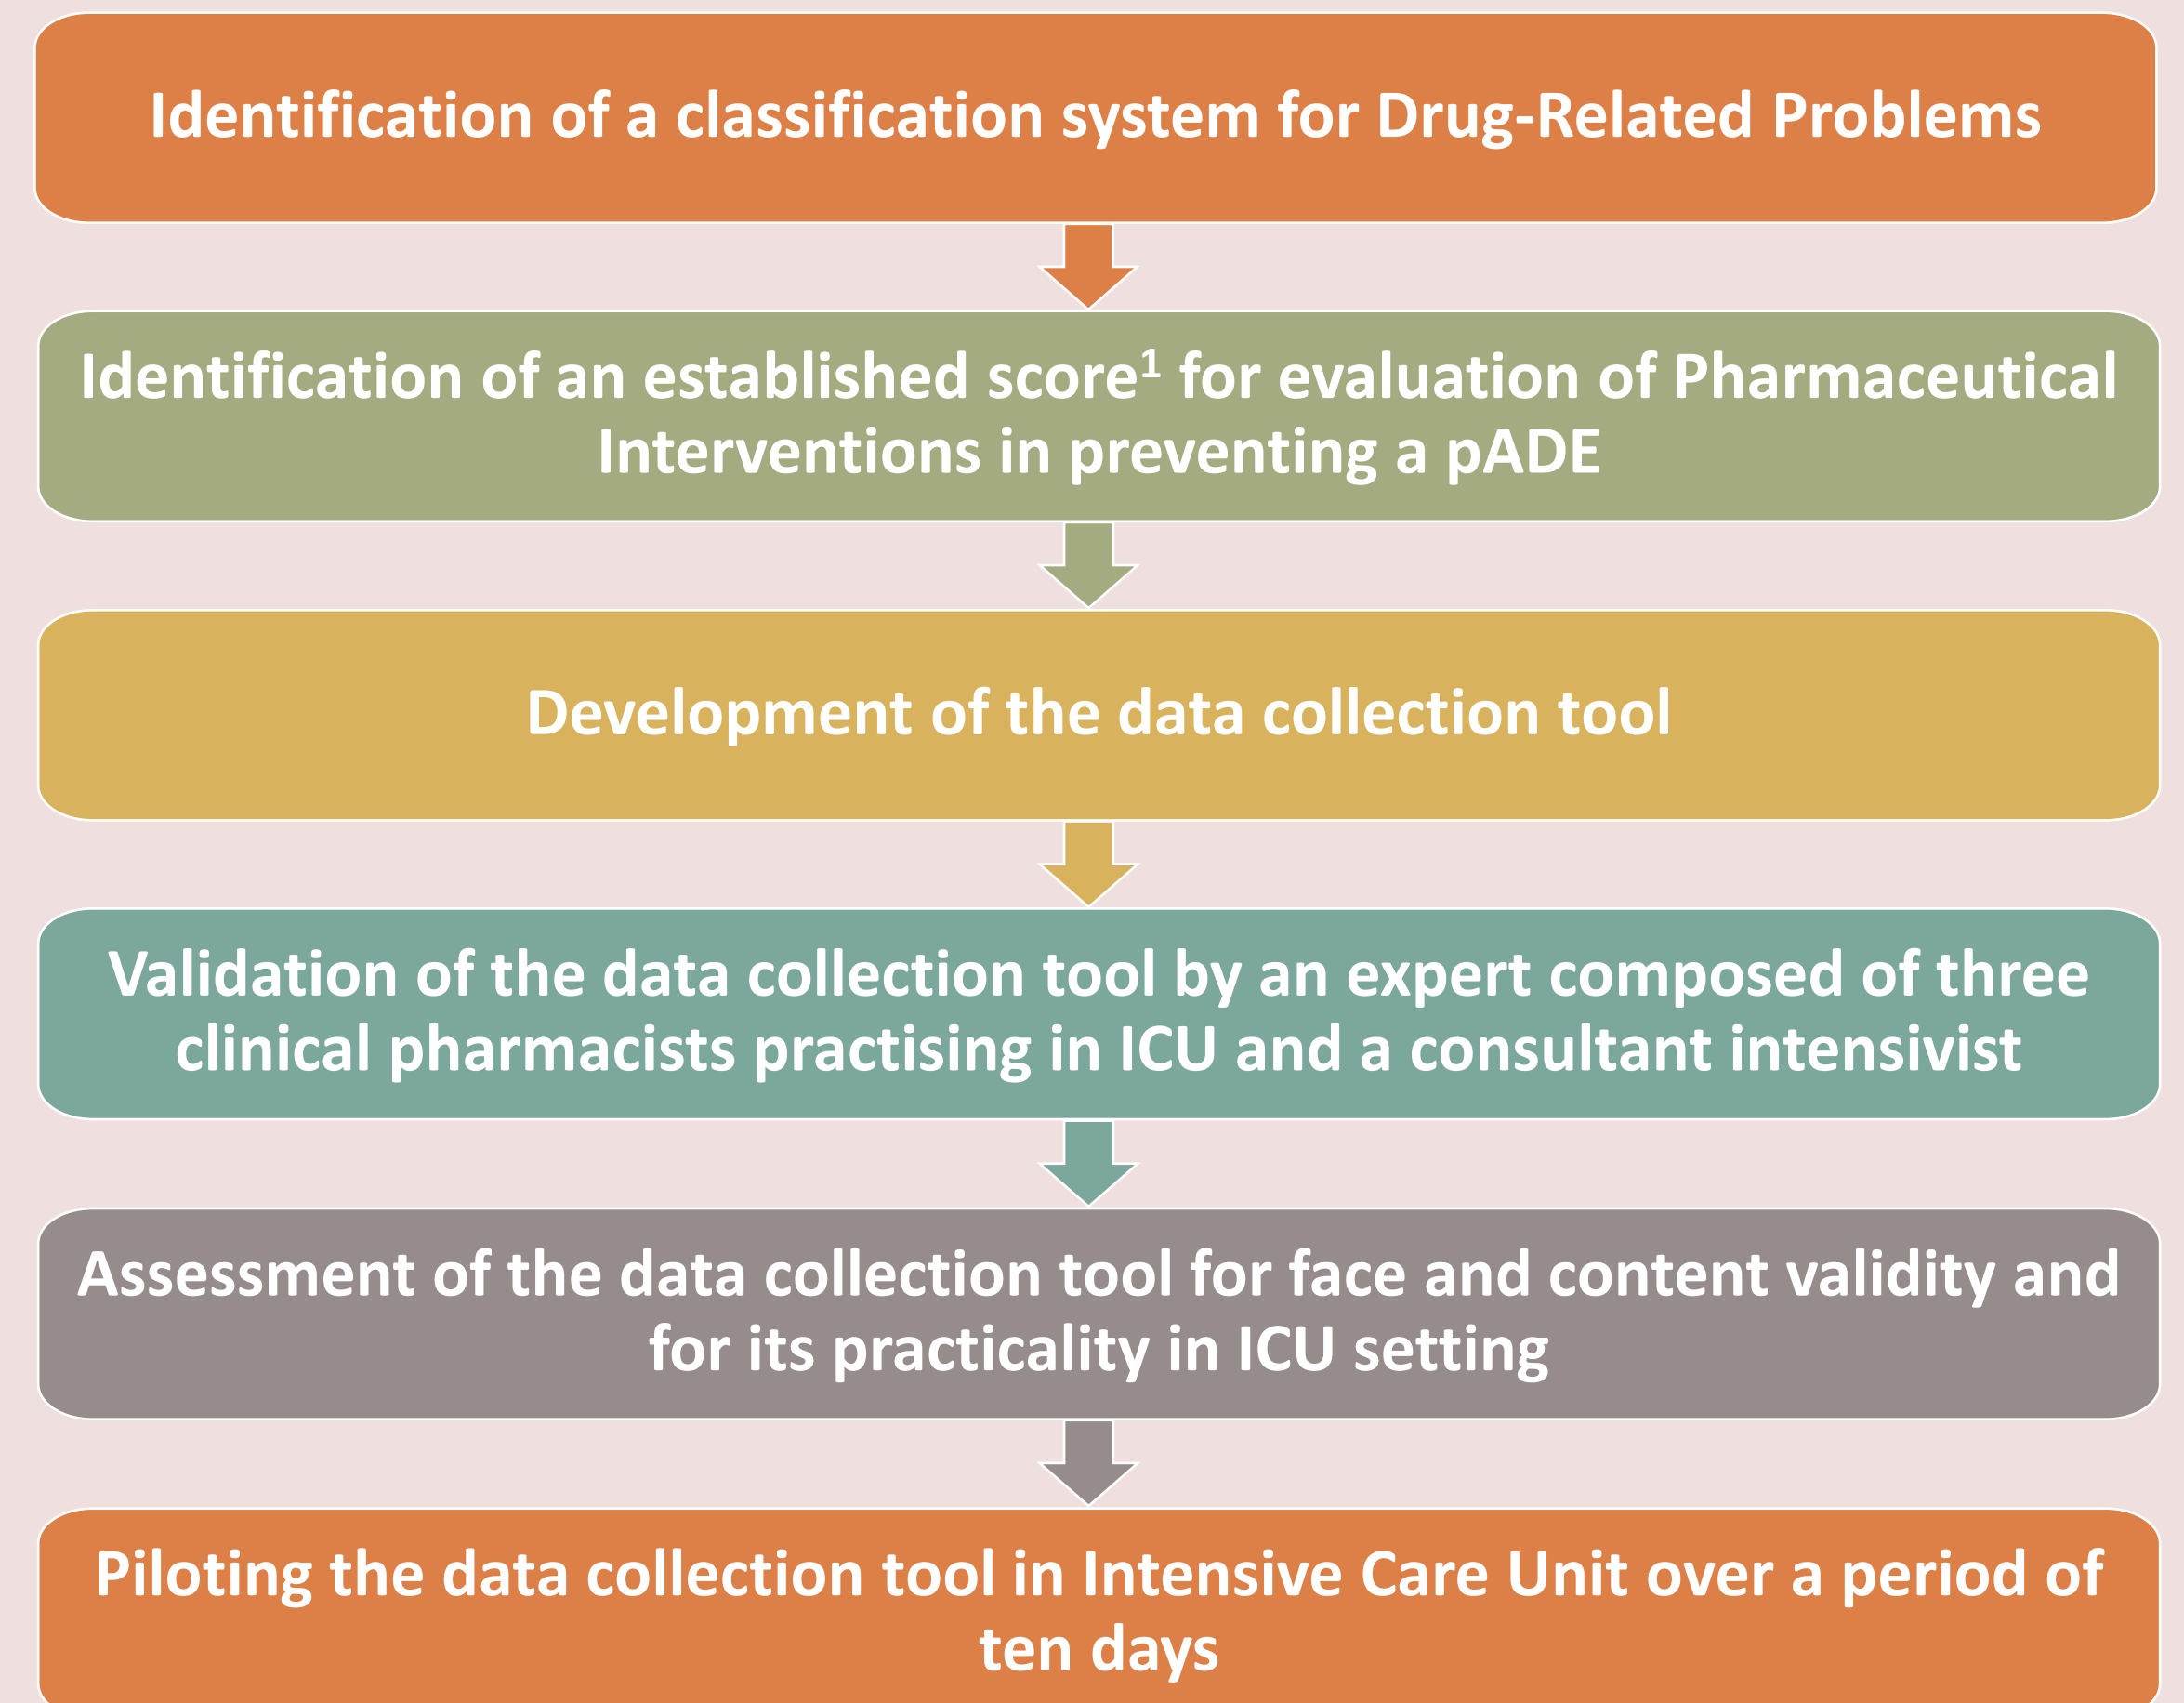 Identification of a classification system for Drug-Related Problems
Identification of an established score¹ for evaluation of Pharmaceutical
Interventions in preventing a pADE
Development of the data collection tool
Validation of the data collection tool by an expert composed of three
clinical pharmacists practising in ICU and a consultant intensivist
Assessment of the data collection tool for face and content validity and
for its practicality in ICU setting
Piloting the data collection tool in Intensive Care Unit over a period of
ten days